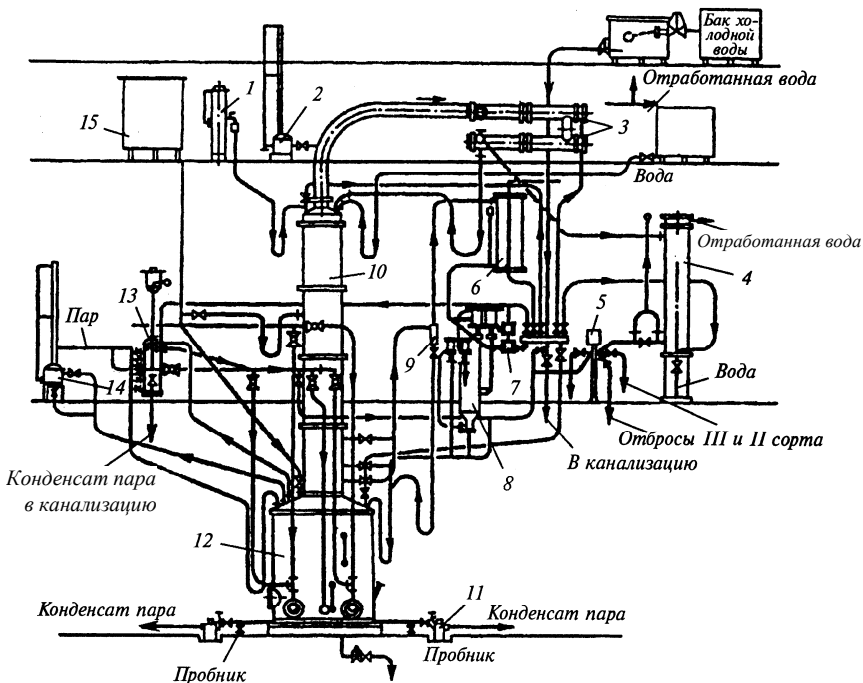 Бак хо-
лодной
воды
Отработанная вода
1
2
3
15
Вода
Отработанная вода
10
6
4
13
5
Пар
9
7
14
Вода
8
Отбросы III и II сорта
В канализацию
Конденсат пара
в канализацию
12
11
Конденсат пара
Конденсат пара
Пробник
Пробник